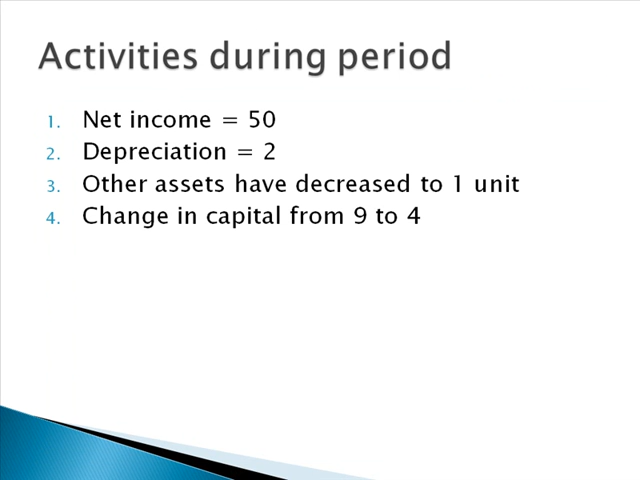 Activities during period
1. Net income = 50
2. Depreciation = 2
3. Other assets have decreased to 1 unit
4. Change in capital from 9 to 4